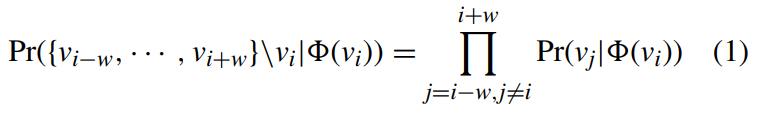 Pr({v_{i−w}, ⋯ , v_{i+w}}\v_i|Φ(v_i)) = ∏_{j=i−w,j≠i}^{i+w} Pr(v_j|Φ(v_i)) (1)